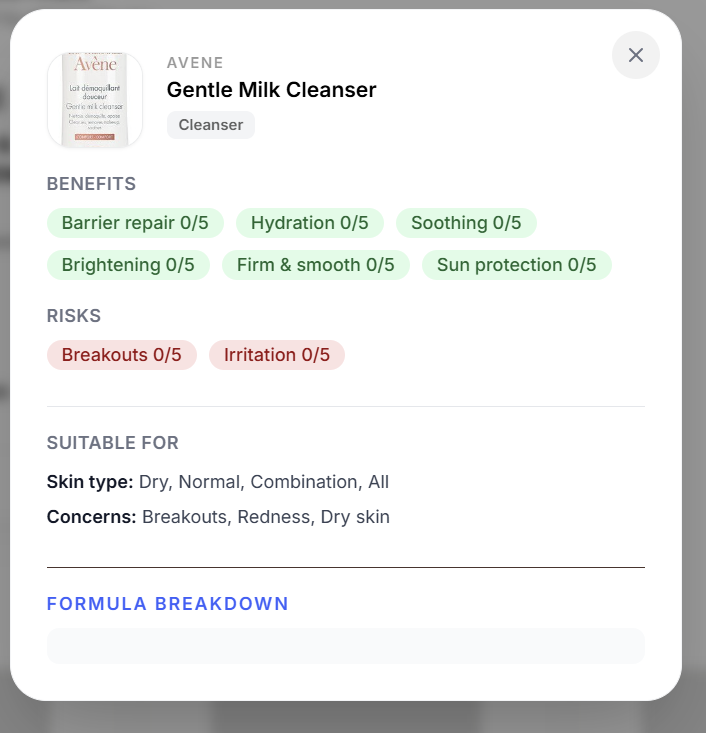 Avène
Lait démaquillant
douceur
Gentle milk cleanser
AVENE
Gentle Milk Cleanser
Cleanser
BENEFITS
Barrier repair 0/5 Hydration 0/5 Soothing 0/5
Brightening 0/5 Firm & smooth 0/5 Sun protection 0/5
RISKS
Breakouts 0/5 Irritation 0/5
SUITABLE FOR
Skin type: Dry, Normal, Combination, All
Concerns: Breakouts, Redness, Dry skin
FORMULA BREAKDOWN